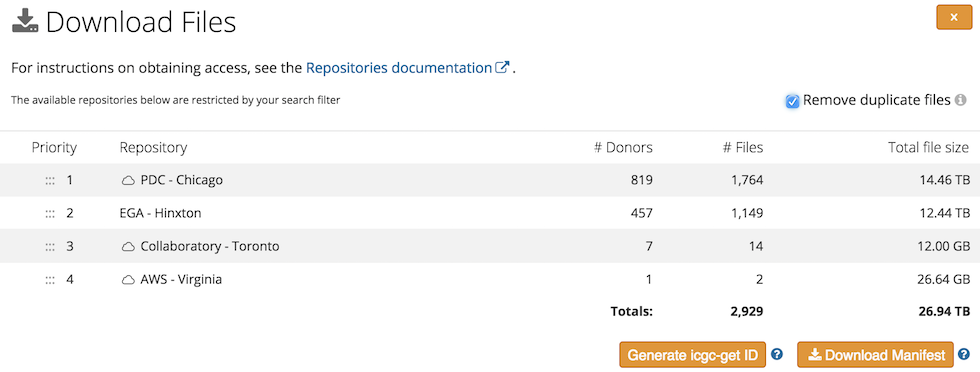 Download Files
x
For instructions on obtaining access, see the Repositories documentation .
The available repositories below are restricted by your search filter
Remove duplicate files
Priority Repository # Donors # Files Total file size
1 PDC - Chicago 819 1,764 14.46 TB
2 EGA - Hinxton 457 1,149 12.44 TB
3 Collaboratory - Toronto 7 14 12.00 GB
4 AWS - Virginia 1 2 26.64 GB
Totals: 2,929 26.94 TB
Generate icgc-get ID ? Download Manifest ?